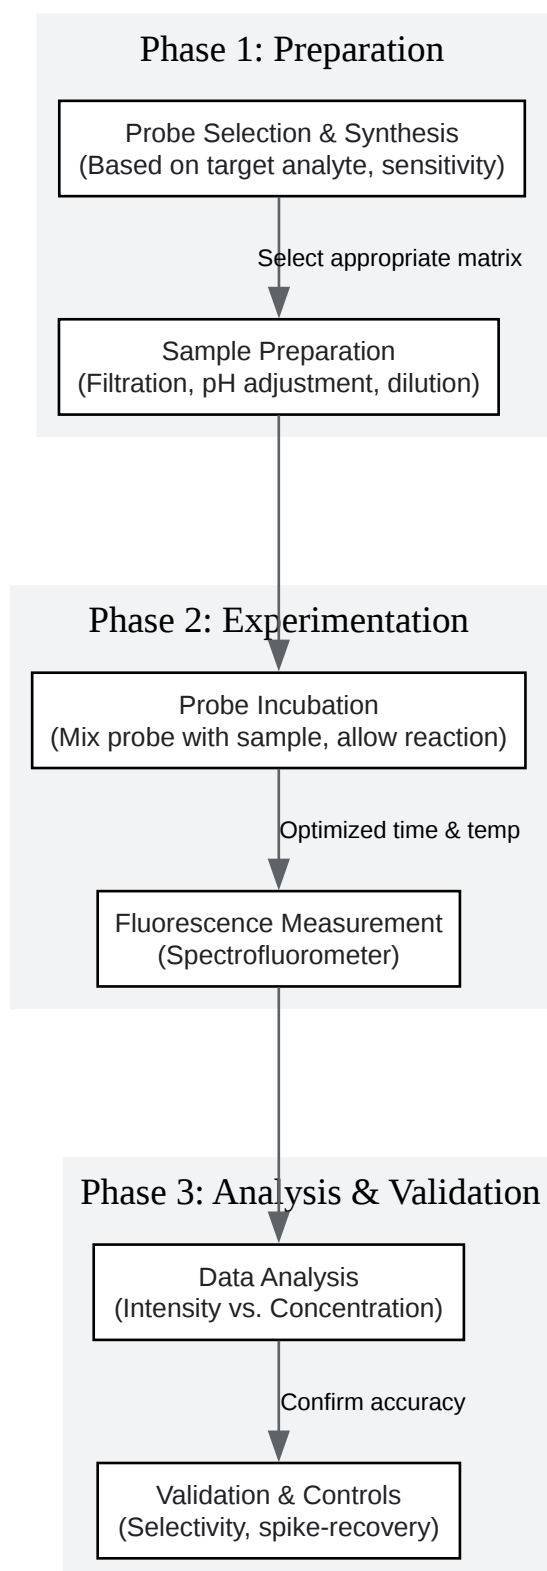 Phase 1: Preparation
Probe Selection & Synthesis
(Based on target analyte, sensitivity)
Select appropriate matrix
Sample Preparation
(Filtration, pH adjustment, dilution)
Phase 2: Experimentation
Probe Incubation
(Mix probe with sample, allow reaction)
Optimized time & temp
Fluorescence Measurement
(Spectrofluorometer)
Phase 3: Analysis & Validation
Data Analysis
(Intensity vs. Concentration)
Confirm accuracy
Validation & Controls
(Selectivity, spike-recovery)